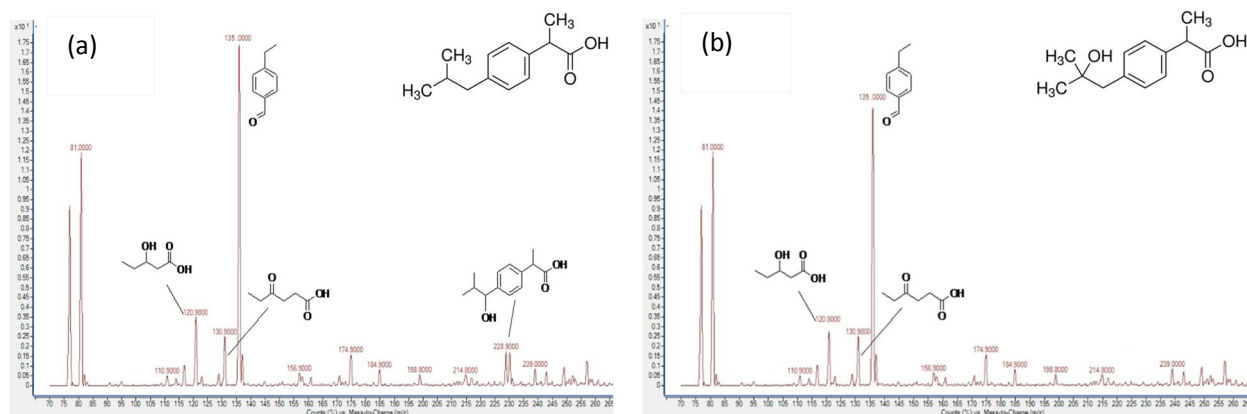 x10 -1
(a)
1.75
1.7
1.65
1.6
1.55
1.5
1.45
1.4
1.35
1.3
1.25
1.2
1.15
1.1
1.05
1
0.95
0.9
0.85
0.8
0.75
0.7
0.65
0.6
0.55
0.5
0.45
0.4
0.35
0.3
0.25
0.2
0.15
0.1
0.05
0
135 .0000
81.0000
120.9000
130.9000
110.9000
156.9000
174.9000
184.9000
198.8000
214.8000
228.9000
239.0000
CH3
OH
O
CH3
H3C
O
OH O
OH
O
OH
O
O
OH
OH
70 75 80 85 90 95 100 105 110 115 120 125 130 135 140 145 150 155 160 165 170 175 180 185 190 195 200 205 210 215 220 225 230 235 240 245 250 255 260 265
Counts (%) vs. Mass-to-Charge (m/z)
x10 -1
(b)
1.75
1.7
1.65
1.6
1.55
1.5
1.45
1.4
1.35
1.3
1.25
1.2
1.15
1.1
1.05
1
0.95
0.9
0.85
0.8
0.75
0.7
0.65
0.6
0.55
0.5
0.45
0.4
0.35
0.3
0.25
0.2
0.15
0.1
0.05
0
135 .0000
81.0000
120.9000
130.9000
110.9000
156.9000
174.9000
184.9000
198.8000
214.8000
239.0000
CH3
OH
O
CH3 OH
H3C
O
OH O
OH
O
OH
O
70 75 80 85 90 95 100 105 110 115 120 125 130 135 140 145 150 155 160 165 170 175 180 185 190 195 200 205 210 215 220 225 230 235 240 245 250 255 260
Counts (%) vs. Mass-to-Charge (m/z)